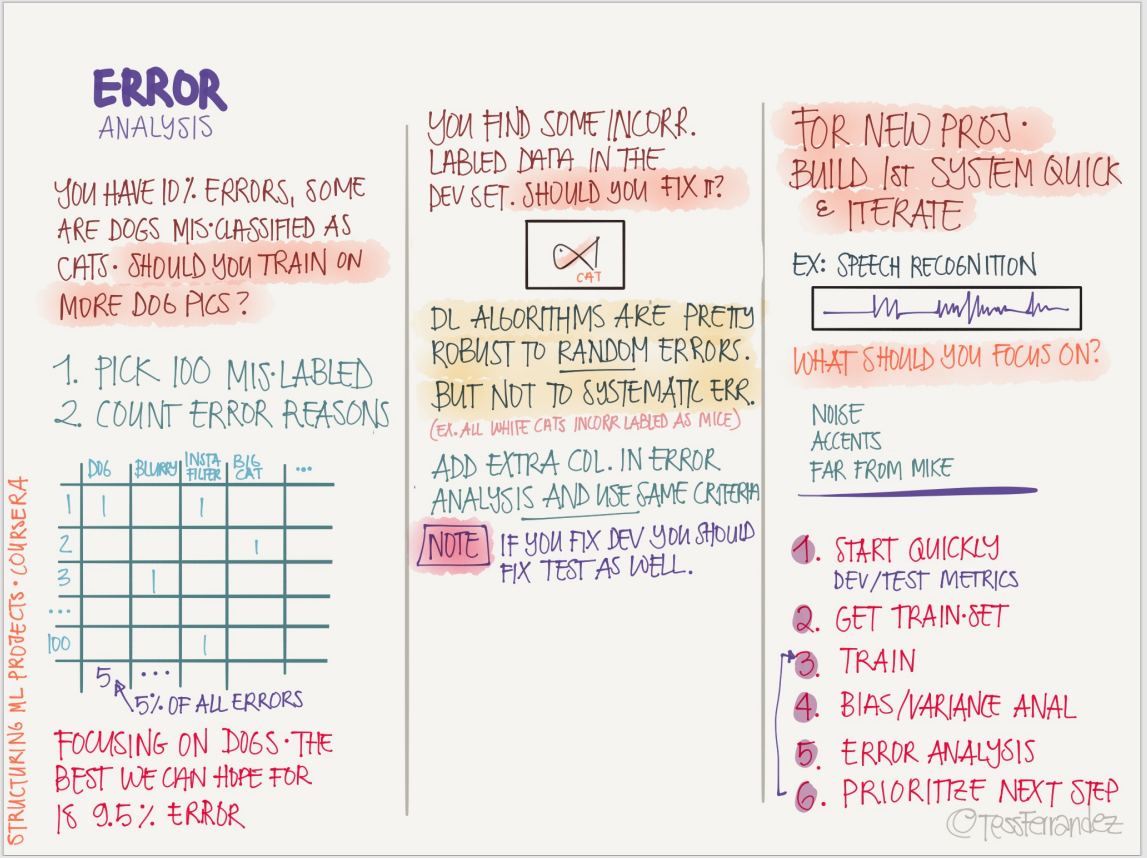 ERROR
ANALYSIS
YOU HAVE 10% ERRORS, SOME
ARE DOGS MIS·CLASSIFIED AS
CATS· SHOULD YOU TRAIN ON
MORE DOG PICS?
1. PICK 100 MIS·LABLED
2. COUNT ERROR REASONS
DOG BLURRY INSTA FILTER BIG CAT ...
1 1 1
2 1
3 1
...
100 1
5 ...
5% OF ALL ERRORS
FOCUSING ON DOGS·THE
BEST WE CAN HOPE FOR
IS 9.5% ERROR
STRUCTURING ML PROJECTS · COURSERA
YOU FIND SOME INCORR.
LABLED DATA IN THE
DEV SET. SHOULD YOU FIX IT?
CAT
DL ALGORITHMS ARE PRETTY
ROBUST TO RANDOM ERRORS.
BUT NOT TO SYSTEMATIC ERR.
(EX. ALL WHITE CATS INCORR LABLED AS MICE)
ADD EXTRA COL. IN ERROR
ANALYSIS AND USE SAME CRITERIA
NOTE IF YOU FIX DEV YOU SHOULD
FIX TEST AS WELL.
FOR NEW PROJ·
BUILD 1st SYSTEM QUICK
& ITERATE
EX: SPEECH RECOGNITION
WHAT SHOULD YOU FOCUS ON?
NOISE
ACCENTS
FAR FROM MIKE
1. START QUICKLY
DEV/TEST METRICS
2. GET TRAIN·SET
3. TRAIN
4. BIAS/VARIANCE ANAL
5. ERROR ANALYSIS
6. PRIORITIZE NEXT STEP
©TessFerrandez